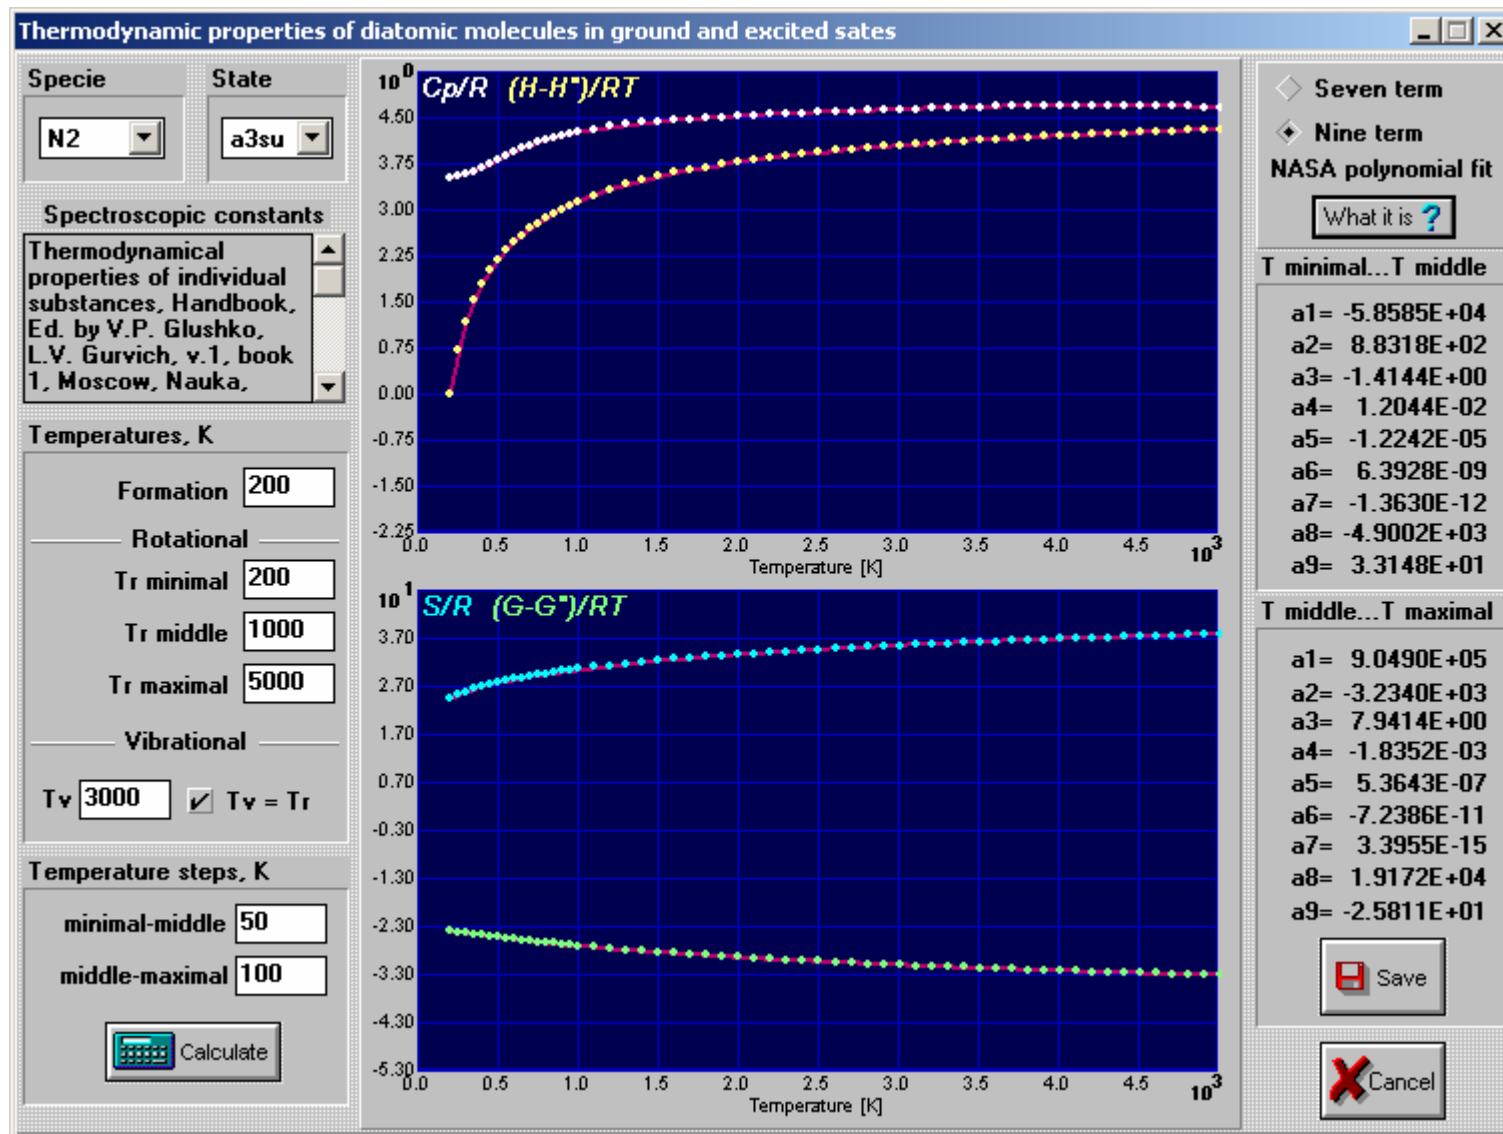 Thermodynamic properties of diatomic molecules in ground and excited sates
Specie
State
N2
a3su
Spectroscopic constants
Thermodynamical
properties of individual
substances, Handbook,
Ed. by V.P. Glushko,
L.V. Gurvich, v.1, book
1, Moscow, Nauka,
Temperatures, K
Formation 200
Rotational
Tr minimal 200
Tr middle 1000
Tr maximal 5000
Vibrational
Tv 3000 Tv = Tr
Temperature steps, K
minimal-middle 50
middle-maximal 100
Calculate
10^0
Cp/R (H-H")/RT
4.50
3.75
3.00
2.25
1.50
0.75
0.00
-0.75
-1.50
-2.25
0.0 0.5 1.0 1.5 2.0 2.5 3.0 3.5 4.0 4.5 10^3
Temperature [K]
10^1
S/R (G-G")/RT
3.70
2.70
1.70
0.70
-0.30
-1.30
-2.30
-3.30
-4.30
-5.30
0.0 0.5 1.0 1.5 2.0 2.5 3.0 3.5 4.0 4.5 10^3
Temperature [K]
Seven term
Nine term
NASA polynomial fit
What it is ?
T minimal...T middle
a1= -5.8585E+04
a2= 8.8318E+02
a3= -1.4144E+00
a4= 1.2044E-02
a5= -1.2242E-05
a6= 6.3928E-09
a7= -1.3630E-12
a8= -4.9002E+03
a9= 3.3148E+01
T middle...T maximal
a1= 9.0490E+05
a2= -3.2340E+03
a3= 7.9414E+00
a4= -1.8352E-03
a5= 5.3643E-07
a6= -7.2386E-11
a7= 3.3955E-15
a8= 1.9172E+04
a9= -2.5811E+01
Save
Cancel